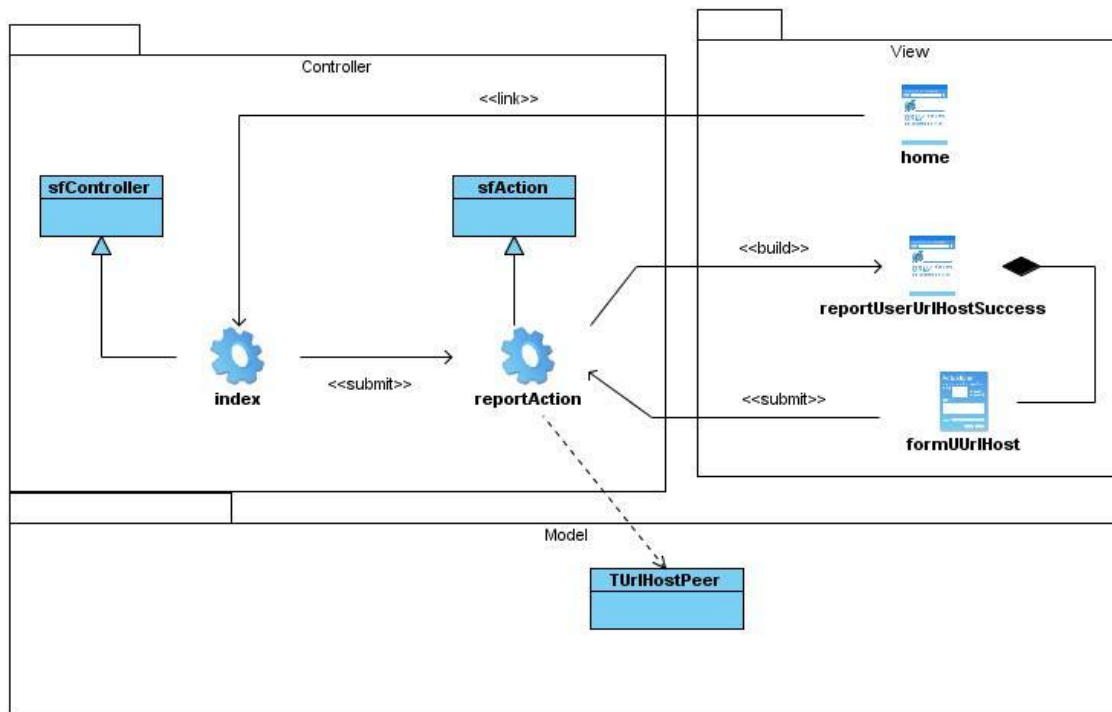 Controller
View
<<link>>
home
sfController
sfAction
<<build>>
reportUserUrlHostSuccess
index
<<submit>>
reportAction
<<submit>>
formUUrlHost
Model
TUrlHostPeer